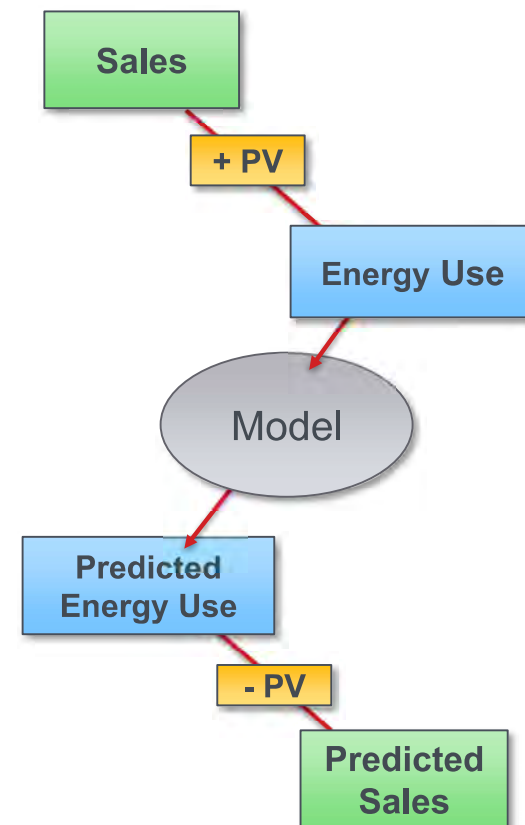 Sales
+ PV
Energy Use
Model
Predicted
Energy Use
- PV
Predicted
Sales